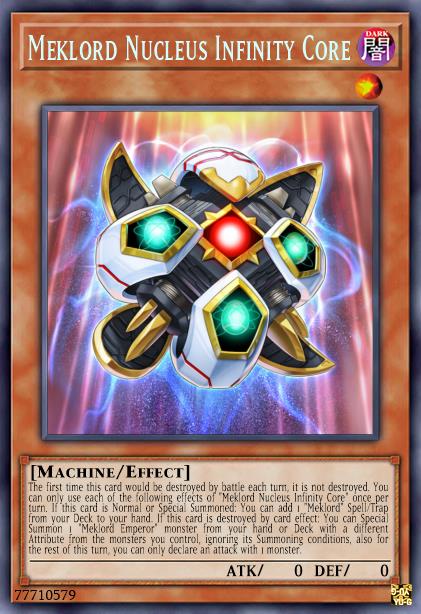 Meklord Nucleus Infinity Core
DARK
闇
[Machine/Effect]
The first time this card would be destroyed by battle each turn, it is not destroyed. You
can only use each of the following effects of "Meklord Nucleus Infinity Core" once per
turn. If this card is Normal or Special Summoned: You can add 1 "Meklord" Spell/Trap
from your Deck to your hand. If this card is destroyed by card effect: You can Special
Summon 1 "Meklord Emperor" monster from your hand or Deck with a different
Attribute from the monsters you control, ignoring its Summoning conditions, also for
the rest of this turn, you can only declare an attack with 1 monster.
ATK/ 0 DEF/ 0
77710579